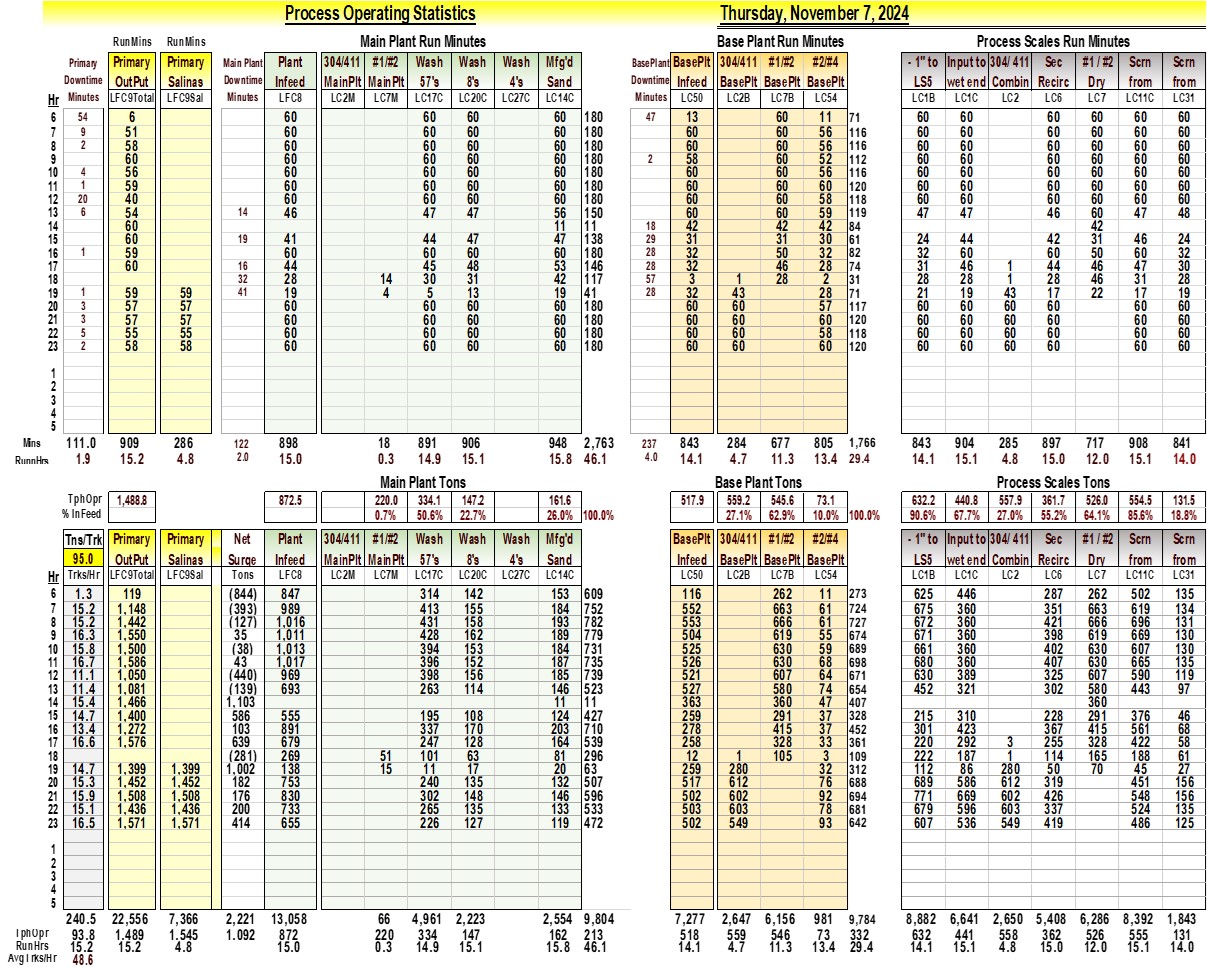 Process Operating Statistics Thursday, November 7, 2024
RunMins RunMins Main Plant Run Minutes Base Plant Run Minutes Process Scales Run Minutes
Primary Primary Primary Main Plant Plant 304/411 #1/#2 Wash Wash Wash Mfg'd BasePlant BasePlt 304/411 #1/#2 #2/#4 - 1" to Input to 304/ 411 Sec #1 / #2 Scrn Scrn
Downtime OutPut Salinas Downtime Infeed MainPlt MainPlt 57's 8's 4's Sand Downtime Infeed BasePlt BasePlt BasePlt LS5 wet end Combin Recirc Dry from from
Hr Minutes LFC9Total LFC9Sal Minutes LFC8 LC2M LC7M LC17C LC20C LC27C LC14C Minutes LC50 LC2B LC7B LC54 LC1B LC1C LC2 LC6 LC7 LC11C LC31
6 54 6 60 60 60 60 180 47 13 60 11 71 60 60 60 60 60 60
7 9 51 60 60 60 60 180 60 60 56 116 60 60 60 60 60 60
8 2 58 60 60 60 60 180 60 60 56 116 60 60 60 60 60 60
9 60 60 60 60 60 180 2 58 60 52 112 60 60 60 60 60 60
10 4 56 60 60 60 60 180 60 60 56 116 60 60 60 60 60 60
11 1 59 60 60 60 60 180 60 60 60 120 60 60 60 60 60 60
12 20 40 60 60 60 60 180 60 60 58 118 60 60 60 60 60 60
13 6 54 14 46 47 47 56 150 60 60 59 119 47 47 46 60 47 48
14 60 11 11 18 42 42 42 84 42
15 60 19 41 44 47 47 138 29 31 31 30 61 24 44 42 31 46 24
16 1 59 60 60 60 60 180 28 32 50 32 82 32 60 60 50 60 32
17 60 16 44 45 48 53 146 28 32 46 28 74 31 46 1 44 46 47 30
18 32 28 14 30 31 42 117 57 3 1 28 2 31 28 28 1 28 46 31 28
19 1 59 59 41 19 4 5 13 19 41 28 32 43 28 71 21 19 43 17 22 17 19
20 3 57 57 60 60 60 60 180 60 60 57 117 60 60 60 60 60 60
21 3 57 57 60 60 60 60 180 60 60 60 120 60 60 60 60 60 60
22 5 55 55 60 60 60 60 180 60 60 58 118 60 60 60 60 60 60
23 2 58 58 60 60 60 60 180 60 60 60 120 60 60 60 60 60 60
1
2
3
4
5
Mins 111.0 909 286 122 898 18 891 906 948 2,763 237 843 284 677 805 1,766 843 904 285 897 717 908 841
RunnHrs 1.9 15.2 4.8 2.0 15.0 0.3 14.9 15.1 15.8 46.1 4.0 14.1 4.7 11.3 13.4 29.4 14.1 15.1 4.8 15.0 12.0 15.1 14.0
Main Plant Tons Base Plant Tons Process Scales Tons
TphOpr 1,488.8 872.5 220.0 334.1 147.2 161.6 517.9 559.2 545.6 73.1 632.2 440.8 557.9 361.7 526.0 554.5 131.5
% InFeed 0.7% 50.6% 22.7% 26.0% 100.0% 27.1% 62.9% 10.0% 100.0% 90.6% 67.7% 27.0% 55.2% 64.1% 85.6% 18.8%
Tns/Trk Primary Primary Net Plant 304/411 #1/#2 Wash Wash Wash Mfg'd BasePlt 304/411 #1/#2 #2/#4 - 1" to Input to 304/ 411 Sec #1 / #2 Scrn Scrn
95.0 OutPut Salinas Surge Infeed MainPlt MainPlt 57's 8's 4's Sand Infeed BasePlt BasePlt BasePlt LS5 wet end Combin Recirc Dry from from
Hr Trks/Hr LFC9Total LFC9Sal Tons LFC8 LC2M LC7M LC17C LC20C LC27C LC14C LC50 LC2B LC7B LC54 LC1B LC1C LC2 LC6 LC7 LC11C LC31
6 1.3 119 (844) 847 314 142 153 609 116 262 11 273 625 446 287 262 502 135
7 15.2 1,148 (393) 989 413 155 184 752 552 663 61 724 675 360 351 663 619 134
8 15.2 1,442 (127) 1,016 431 158 193 782 553 666 61 727 672 360 421 666 696 131
9 16.3 1,550 35 1,011 428 162 189 779 504 619 55 674 671 360 398 619 669 130
10 15.8 1,500 (38) 1,013 394 153 184 731 525 630 59 689 661 360 402 630 607 130
11 16.7 1,586 43 1,017 396 152 187 735 526 630 68 698 680 360 407 630 665 135
12 11.1 1,050 (440) 969 398 156 185 739 521 607 64 671 630 389 325 607 590 119
13 11.4 1,081 (139) 693 263 114 146 523 527 580 74 654 452 321 302 580 443 97
14 15.4 1,466 1,103 11 11 363 360 47 407 360
15 14.7 1,400 586 555 195 108 124 427 259 291 37 328 215 310 228 291 376 46
16 13.4 1,272 103 891 337 170 203 710 278 415 37 452 301 423 367 415 561 68
17 16.6 1,576 639 679 247 128 164 539 258 328 33 361 220 292 3 255 328 422 58
18 (281) 269 51 101 63 81 296 12 1 105 3 109 222 187 1 114 165 188 61
19 14.7 1,399 1,399 1,002 138 15 11 17 20 63 259 280 32 312 112 86 280 50 70 45 27
20 15.3 1,452 1,452 182 753 240 135 132 507 517 612 76 688 689 586 612 319 451 156
21 15.9 1,508 1,508 176 830 302 148 146 596 502 602 92 694 771 669 602 426 548 156
22 15.1 1,436 1,436 200 733 265 135 133 533 503 603 78 681 679 596 603 337 524 135
23 16.5 1,571 1,571 414 655 226 127 119 472 502 549 93 642 607 536 549 419 486 125
1
2
3
4
5
240.5 22,556 7,366 2,221 13,058 66 4,961 2,223 2,554 9,804 7,277 2,647 6,156 981 9,784 8,882 6,641 2,650 5,408 6,286 8,392 1,843
TphOpr 93.8 1,489 1,545 1.092 872 220 334 147 162 213 518 559 546 73 332 632 441 558 362 526 555 131
RunHrs 15.2 15.2 4.8 15.0 0.3 14.9 15.1 15.8 46.1 14.1 4.7 11.3 13.4 29.4 14.1 15.1 4.8 15.0 12.0 15.1 14.0
AvgTrks/Hr 48.6